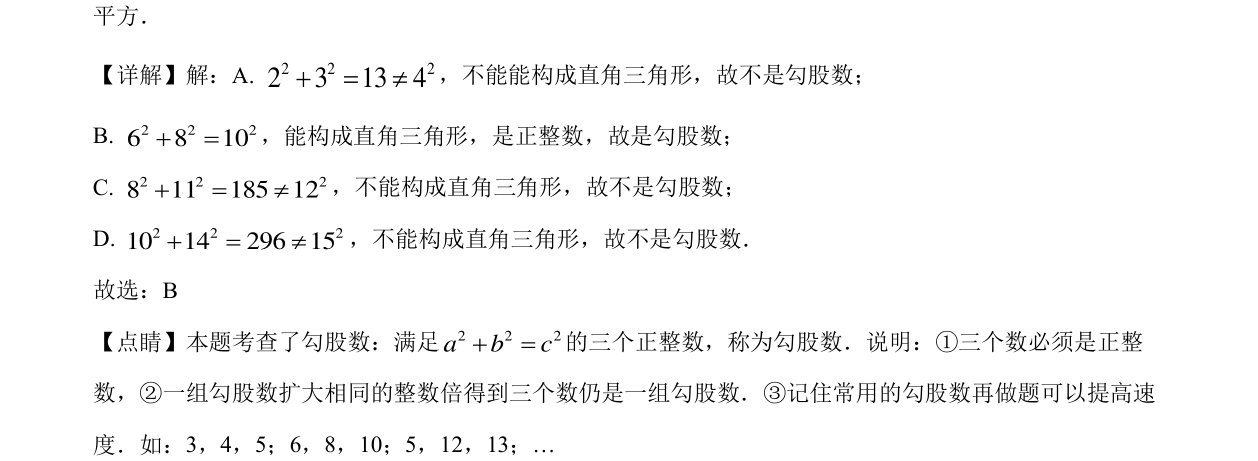 平方．
【详解】解：A. 2² + 3² = 13 ≠ 4²，不能能构成直角三角形，故不是勾股数；
B. 6² + 8² = 10²，能构成直角三角形，是正整数，故是勾股数；
C. 8² + 11² = 185 ≠ 12²，不能构成直角三角形，故不是勾股数；
D. 10² + 14² = 296 ≠ 15²，不能构成直角三角形，故不是勾股数．
故选：B
【点睛】本题考查了勾股数：满足 a² + b² = c² 的三个正整数，称为勾股数．说明：①三个数必须是正整
数，②一组勾股数扩大相同的整数倍得到三个数仍是一组勾股数．③记住常用的勾股数再做题可以提高速
度．如：3，4，5；6，8，10；5，12，13；…